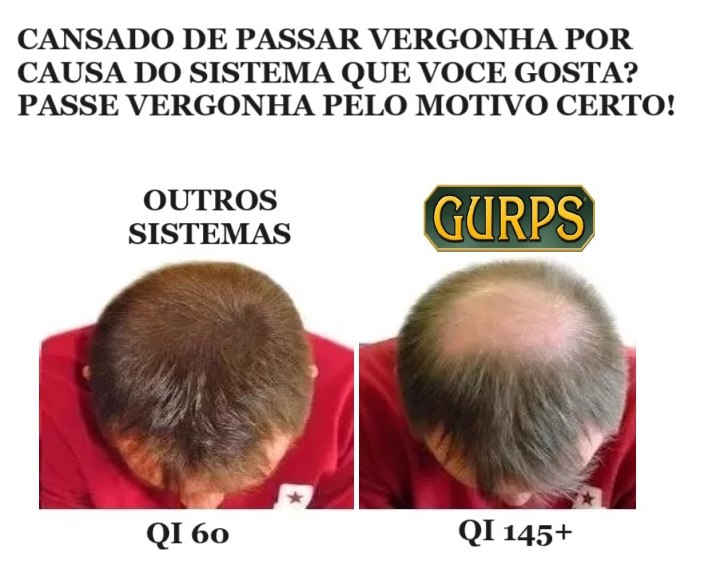 CANSADO DE PASSAR VERGONHA POR
CAUSA DO SISTEMA QUE VOCE GOSTA?
PASSE VERGONHA PELO MOTIVO CERTO!
OUTROS
SISTEMAS
GURPS
QI 60
QI 145+